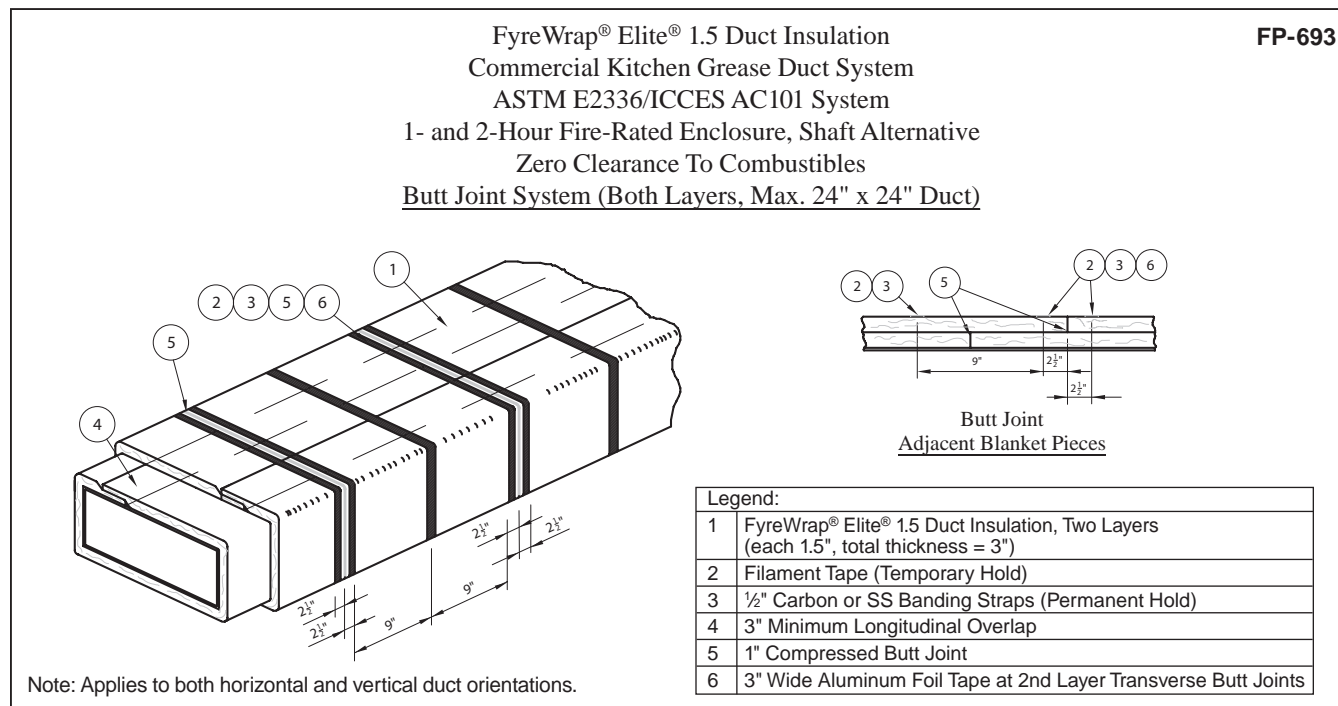 FyreWrap® Elite® 1.5 Duct Insulation
FP-693
Commercial Kitchen Grease Duct System
ASTM E2336/ICCES AC101 System
1- and 2-Hour Fire-Rated Enclosure, Shaft Alternative
Zero Clearance To Combustibles
Butt Joint System (Both Layers, Max. 24" x 24" Duct)
1
2 3 5 6
5
4
2½"
2½"
9"
9"
2½"
2½"
Note: Applies to both horizontal and vertical duct orientations.
2 3
5
2 3 6
9"
2½"
2½"
Butt Joint
Adjacent Blanket Pieces
Legend:
1 FyreWrap® Elite® 1.5 Duct Insulation, Two Layers
(each 1.5", total thickness = 3")
2 Filament Tape (Temporary Hold)
3 ½" Carbon or SS Banding Straps (Permanent Hold)
4 3" Minimum Longitudinal Overlap
5 1" Compressed Butt Joint
6 3" Wide Aluminum Foil Tape at 2nd Layer Transverse Butt Joints